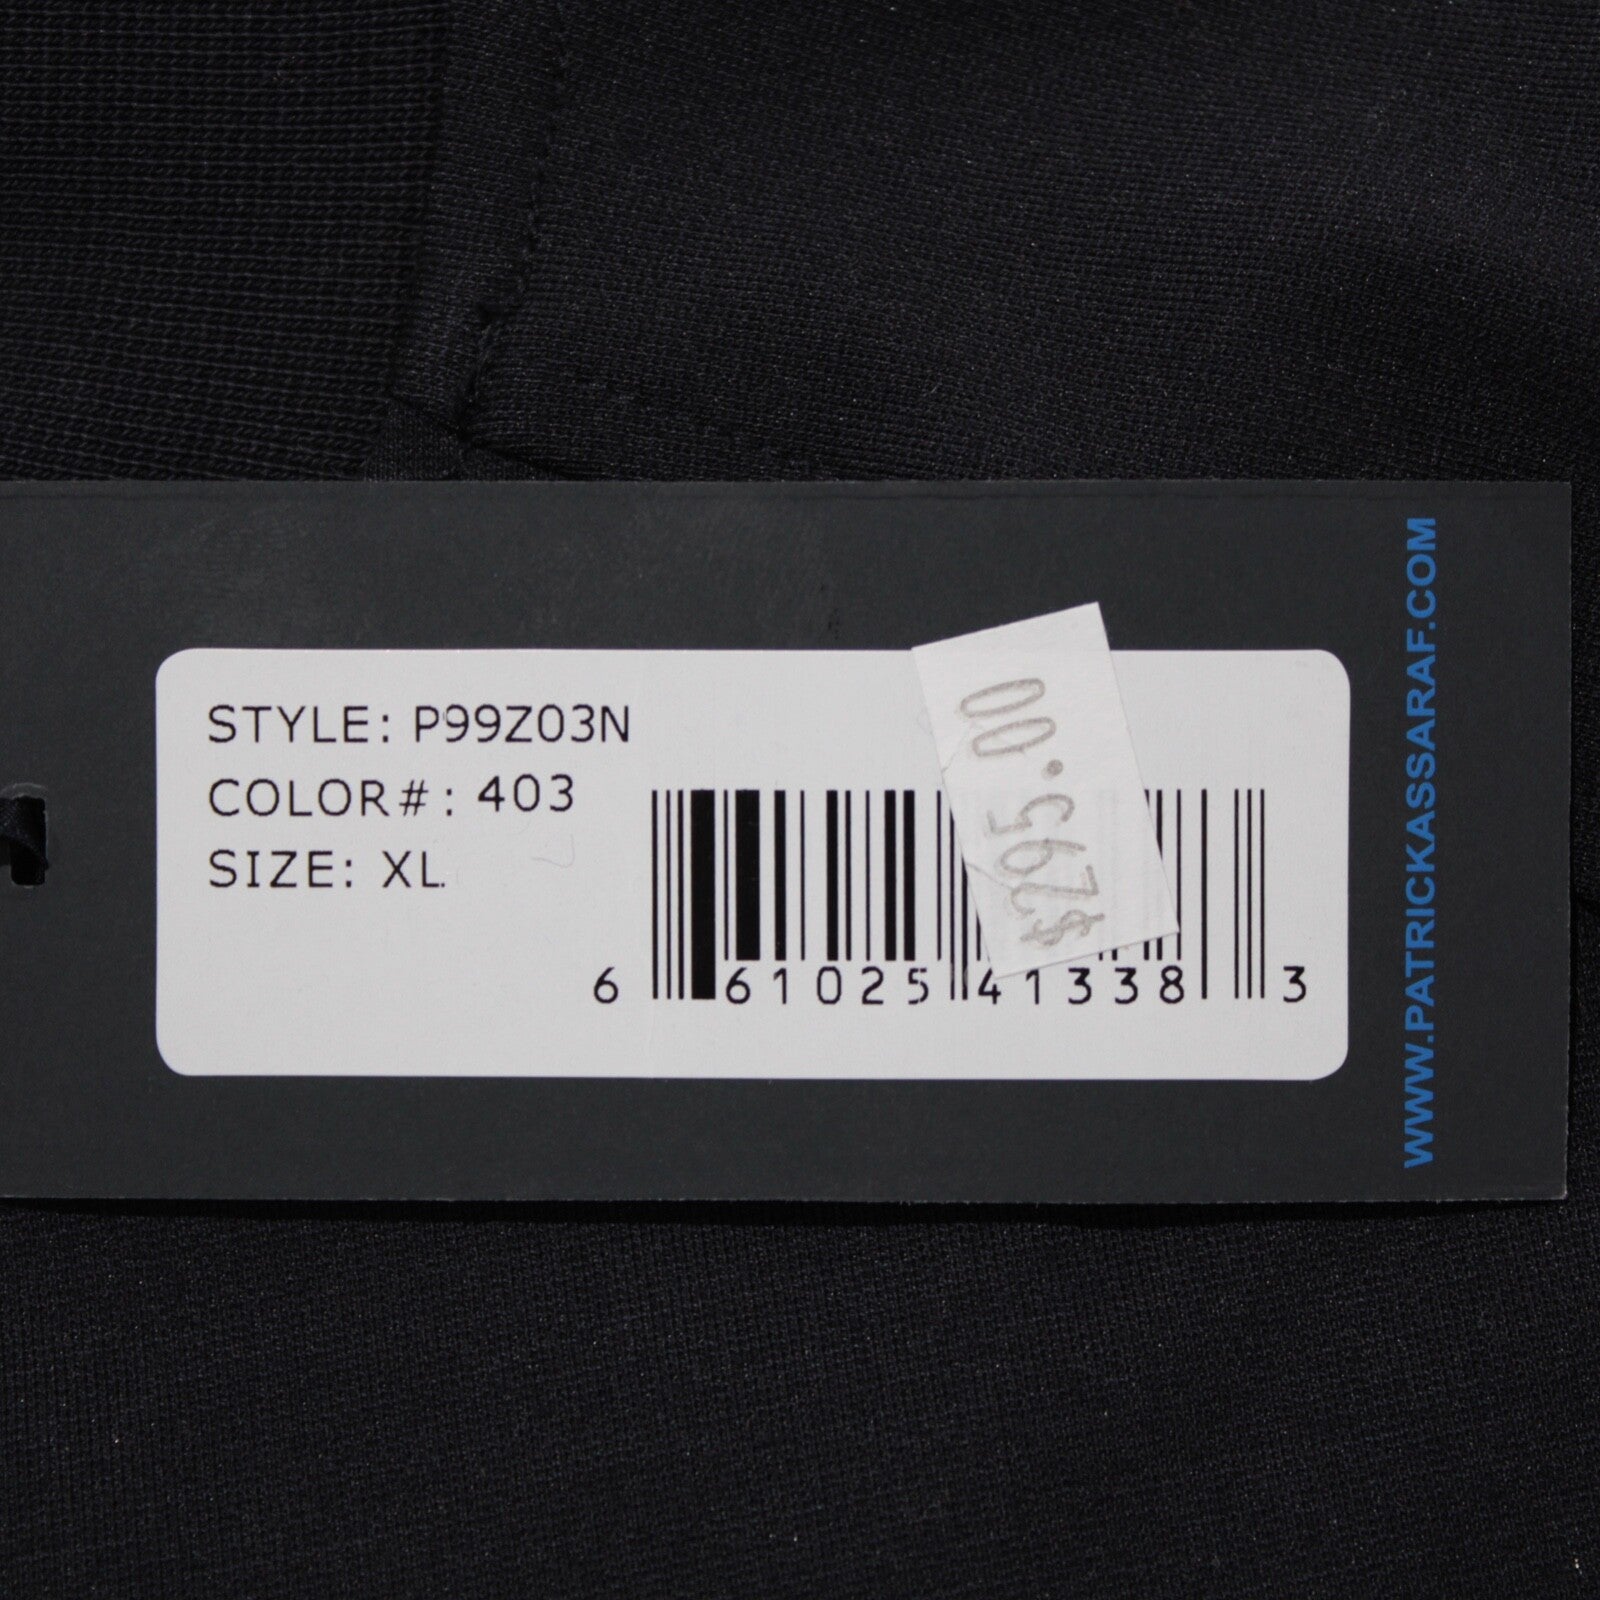 STYLE: P99Z03N
COLOR#: 403
SIZE: XL
$295.00
6 61025 41338 3
WWW.PATRICKASSARAF.COM